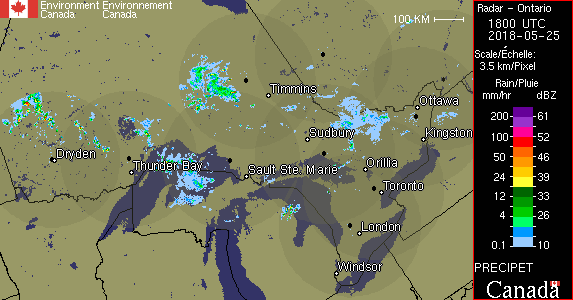 Environment Environnement
Canada Canada
100 KM
Timmins
Ottawa
Sudbury
Kingston
Dryden
Thunder Bay
Sault Ste. Marie
Orillia
Toronto
London
Windsor
Radar - Ontario
1800 UTC
2018-05-25
Scale/Échelle:
3.5 km/Pixel
Rain/Pluie
mm/hr dBZ
200 61
100 52
50 46
24 39
12 33
4 26
0.1 10
PRECIPET
Canada